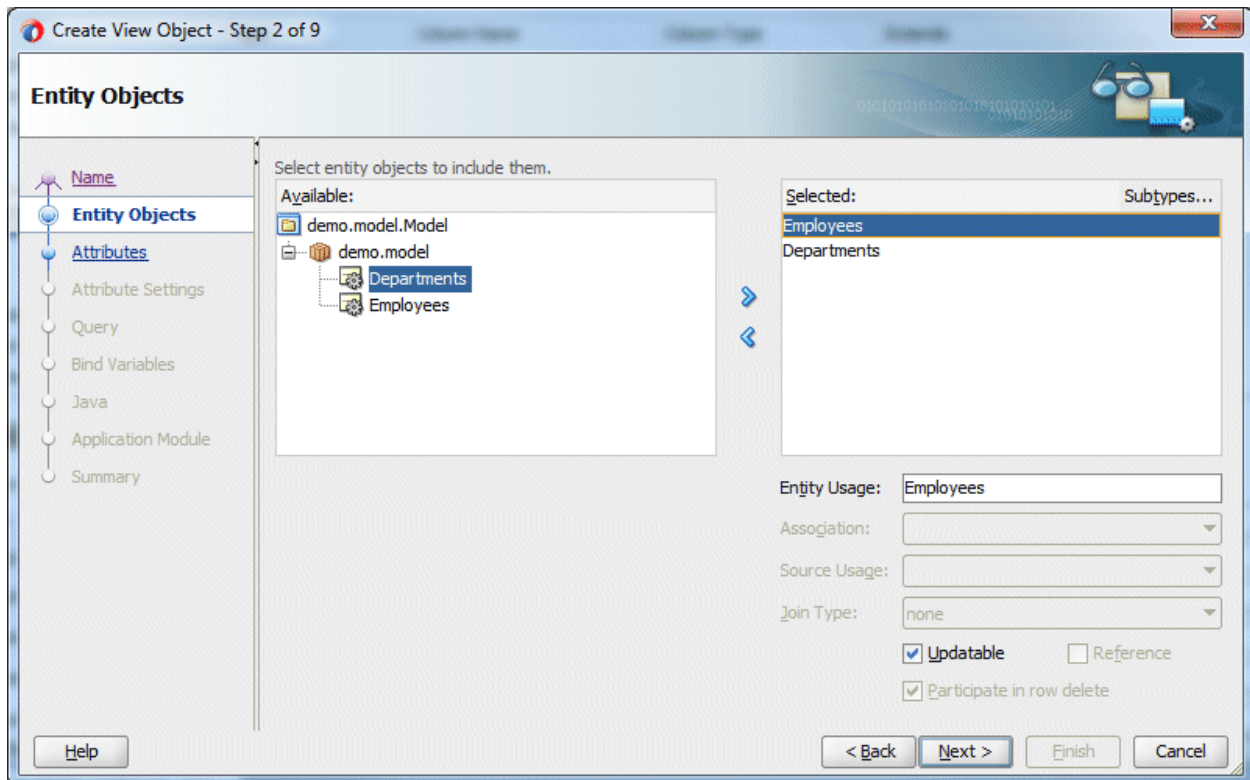 Create View Object - Step 2 of 9
Entity Objects
Name
Entity Objects
Attributes
Attribute Settings
Query
Bind Variables
Java
Application Module
Summary
Select entity objects to include them.
Available:
demo.model.Model
demo.model
Departments
Employees
Selected: Subtypes...
Employees
Departments
Entity Usage: Employees
Association:
Source Usage:
Join Type: none
Updatable Reference
Participate in row delete
Help < Back Next > Finish Cancel